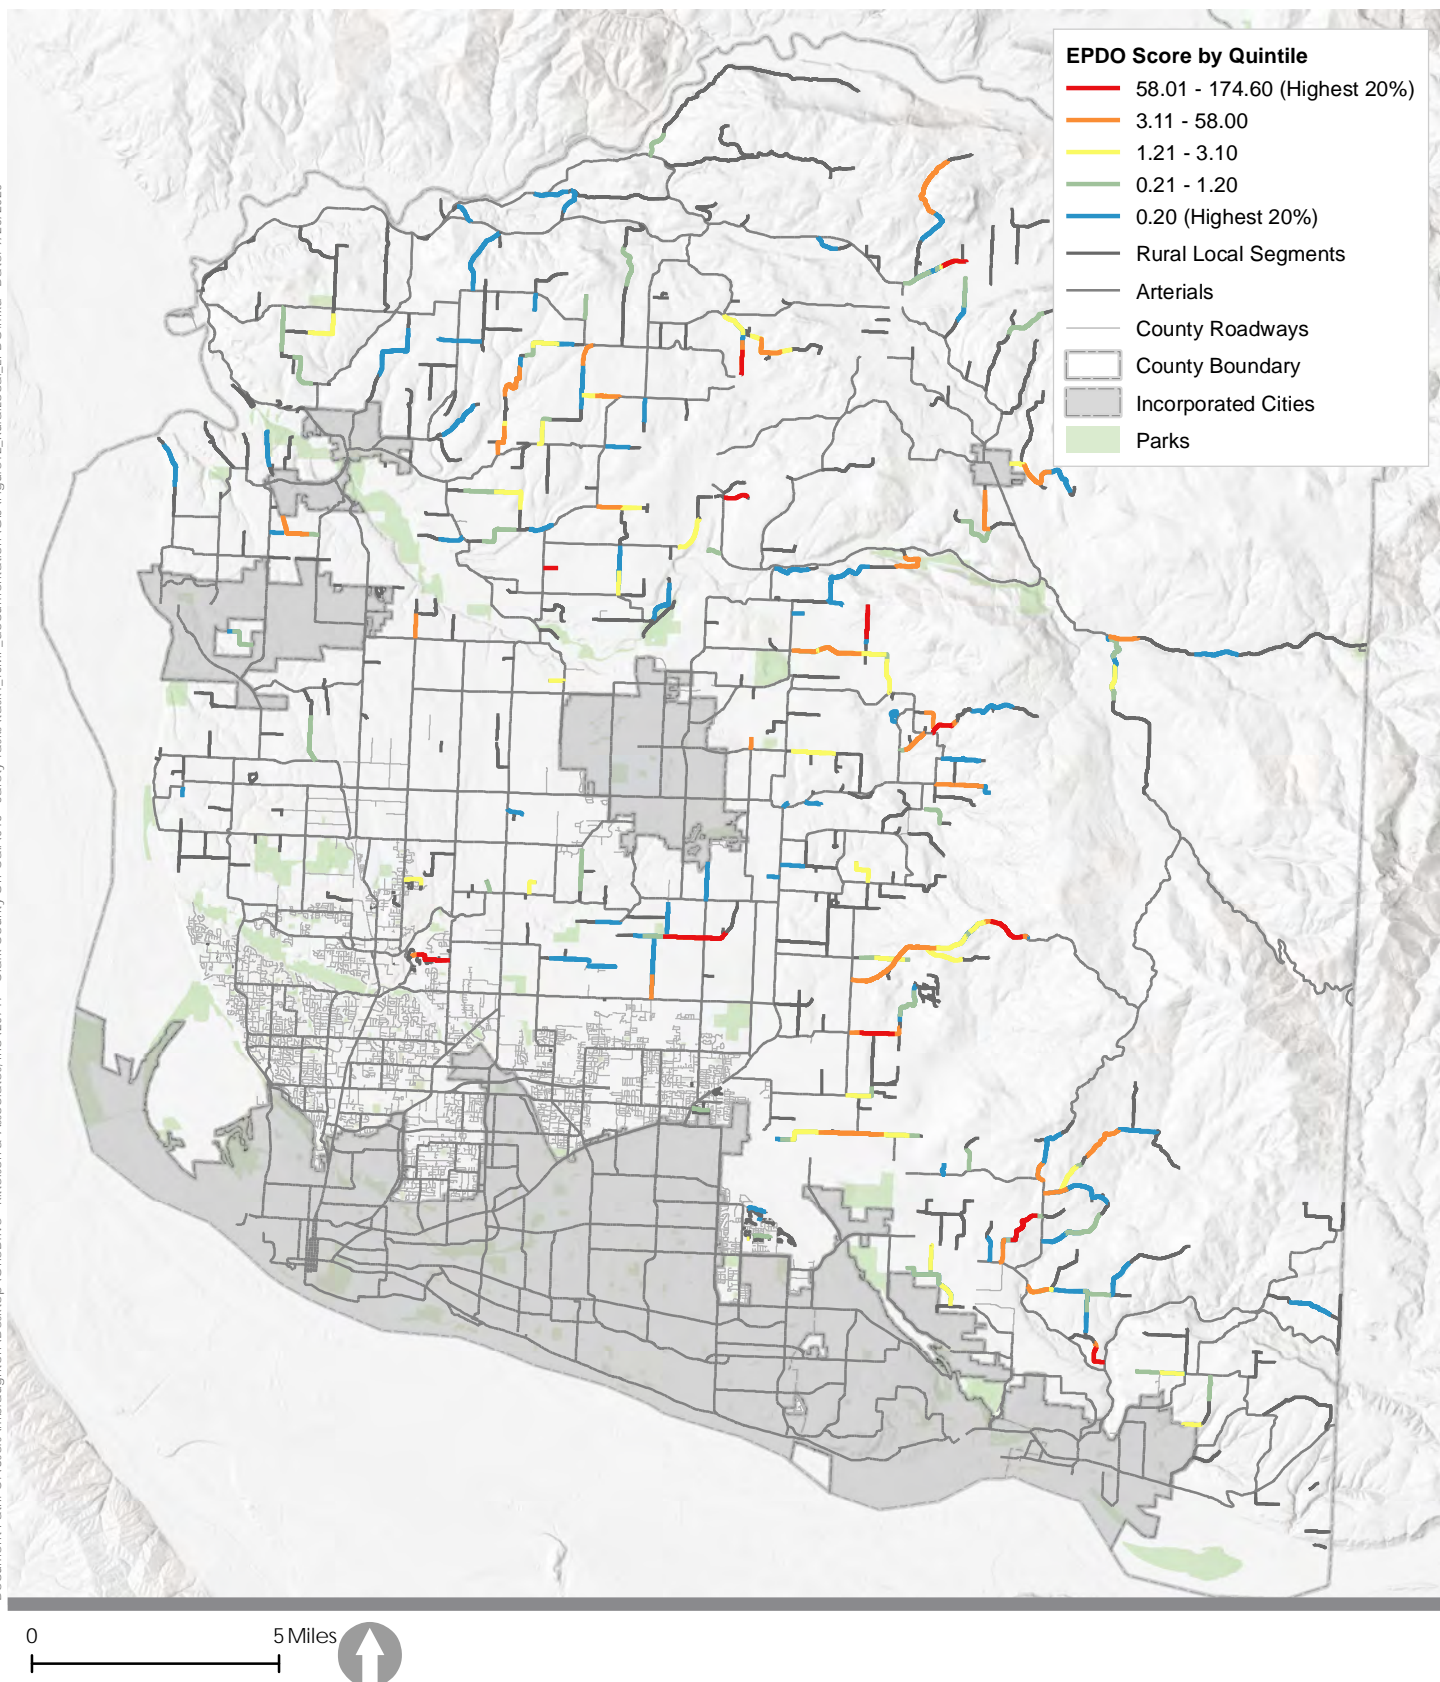 EPDO Score by Quintile
58.01 - 174.60 (Highest 20%)
3.11 - 58.00
1.21 - 3.10
0.21 - 1.20
0.20 (Highest 20%)
Rural Local Segments
Arterials
County Roadways
County Boundary
Incorporated Cities
Parks
0
5 Miles